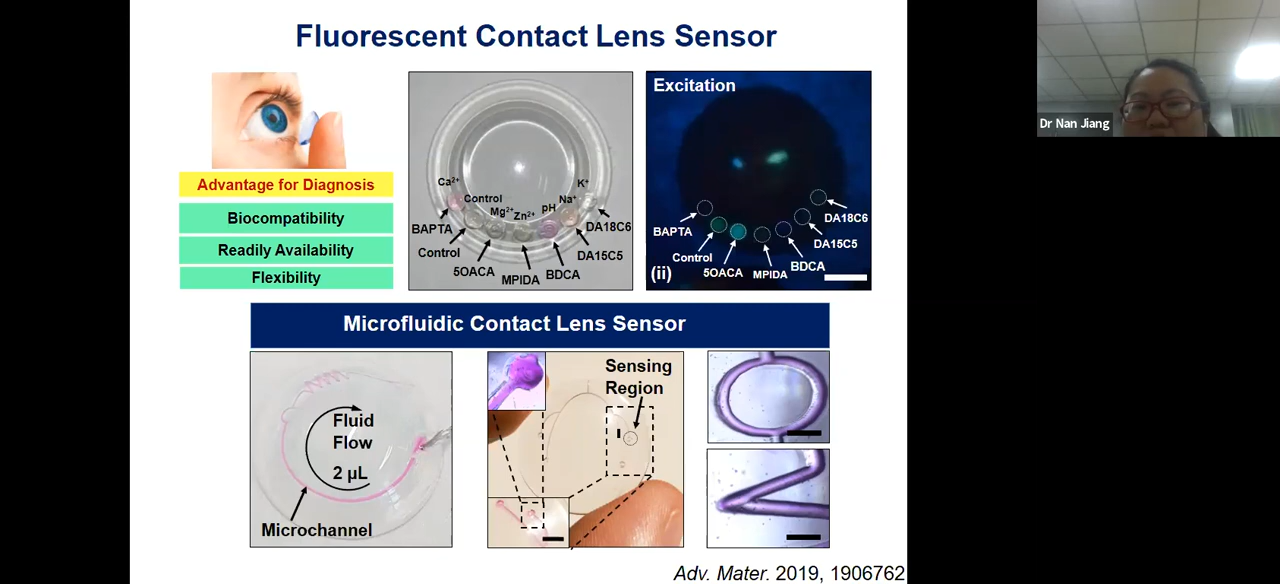 Fluorescent Contact Lens Sensor
Advantage for Diagnosis
Biocompatibility
Readily Availability
Flexibility
Ca²⁺
Control
Mg²⁺
Zn²⁺
pH
Na⁺
K⁺
BAPTA
Control
5OACA
MPIDA
BDCA
DA15C5
DA18C6
Excitation
BAPTA
Control
5OACA
MPIDA
BDCA
DA15C5
DA18C6
(ii)
Dr Nan Jiang
Microfluidic Contact Lens Sensor
Fluid
Flow
2 µL
Microchannel
Sensing
Region
Adv. Mater. 2019, 1906762